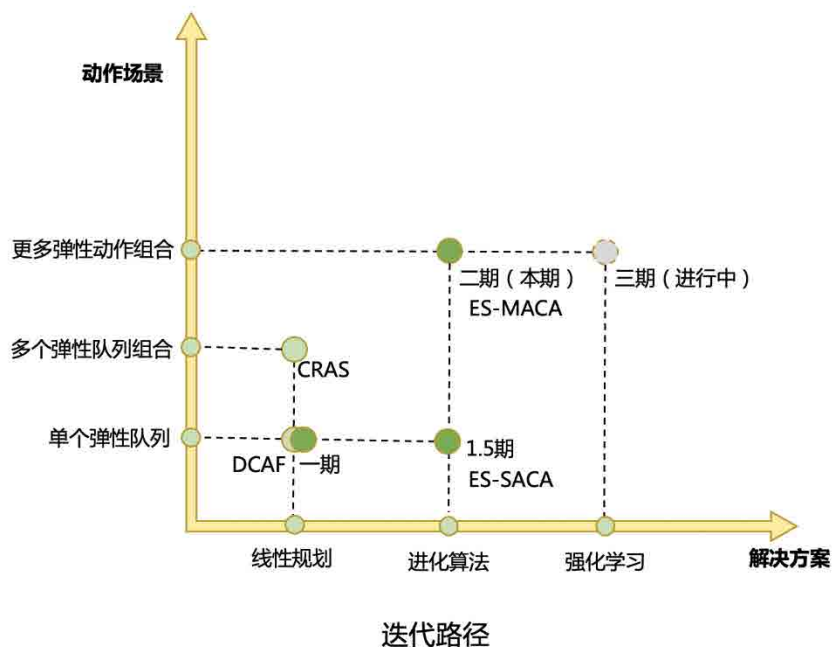 动作场景
更多弹性动作组合
二期（本期）
ES-MACA
三期（进行中）
多个弹性队列组合
CRAS
单个弹性队列
DCAF
一期
1.5期
ES-SACA
线性规划
进化算法
强化学习
解决方案
迭代路径